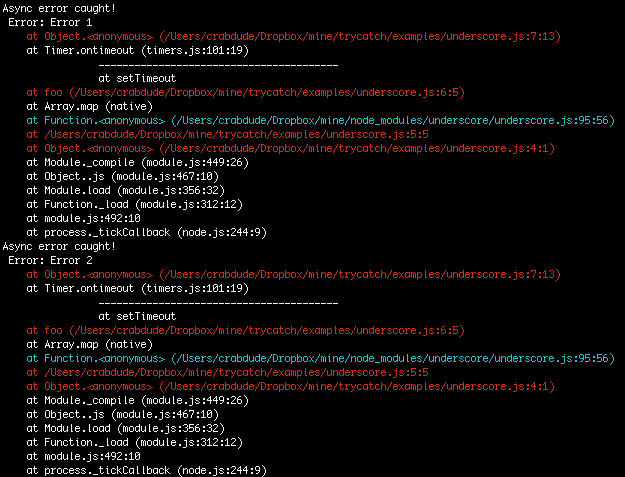 Async error caught!
Error: Error 1
at Object.<anonymous> (/Users/crabdude/Dropbox/mine/trycatch/examples/underscore.js:7:13)
at Timer.ontimeout (timers.js:101:19)
----------------------------------------
at setTimeout
at foo (/Users/crabdude/Dropbox/mine/trycatch/examples/underscore.js:6:5)
at Array.map (native)
at Function.<anonymous> (/Users/crabdude/Dropbox/mine/node_modules/underscore/underscore.js:95:56)
at /Users/crabdude/Dropbox/mine/trycatch/examples/underscore.js:5:5
at Object.<anonymous> (/Users/crabdude/Dropbox/mine/trycatch/examples/underscore.js:4:1)
at Module._compile (module.js:449:26)
at Object..js (module.js:467:10)
at Module.load (module.js:356:32)
at Function._load (module.js:312:12)
at module.js:492:10
at process._tickCallback (node.js:244:9)
Async error caught!
Error: Error 2
at Object.<anonymous> (/Users/crabdude/Dropbox/mine/trycatch/examples/underscore.js:7:13)
at Timer.ontimeout (timers.js:101:19)
----------------------------------------
at setTimeout
at foo (/Users/crabdude/Dropbox/mine/trycatch/examples/underscore.js:6:5)
at Array.map (native)
at Function.<anonymous> (/Users/crabdude/Dropbox/mine/node_modules/underscore/underscore.js:95:56)
at /Users/crabdude/Dropbox/mine/trycatch/examples/underscore.js:5:5
at Object.<anonymous> (/Users/crabdude/Dropbox/mine/trycatch/examples/underscore.js:4:1)
at Module._compile (module.js:449:26)
at Object..js (module.js:467:10)
at Module.load (module.js:356:32)
at Function._load (module.js:312:12)
at module.js:492:10
at process._tickCallback (node.js:244:9)